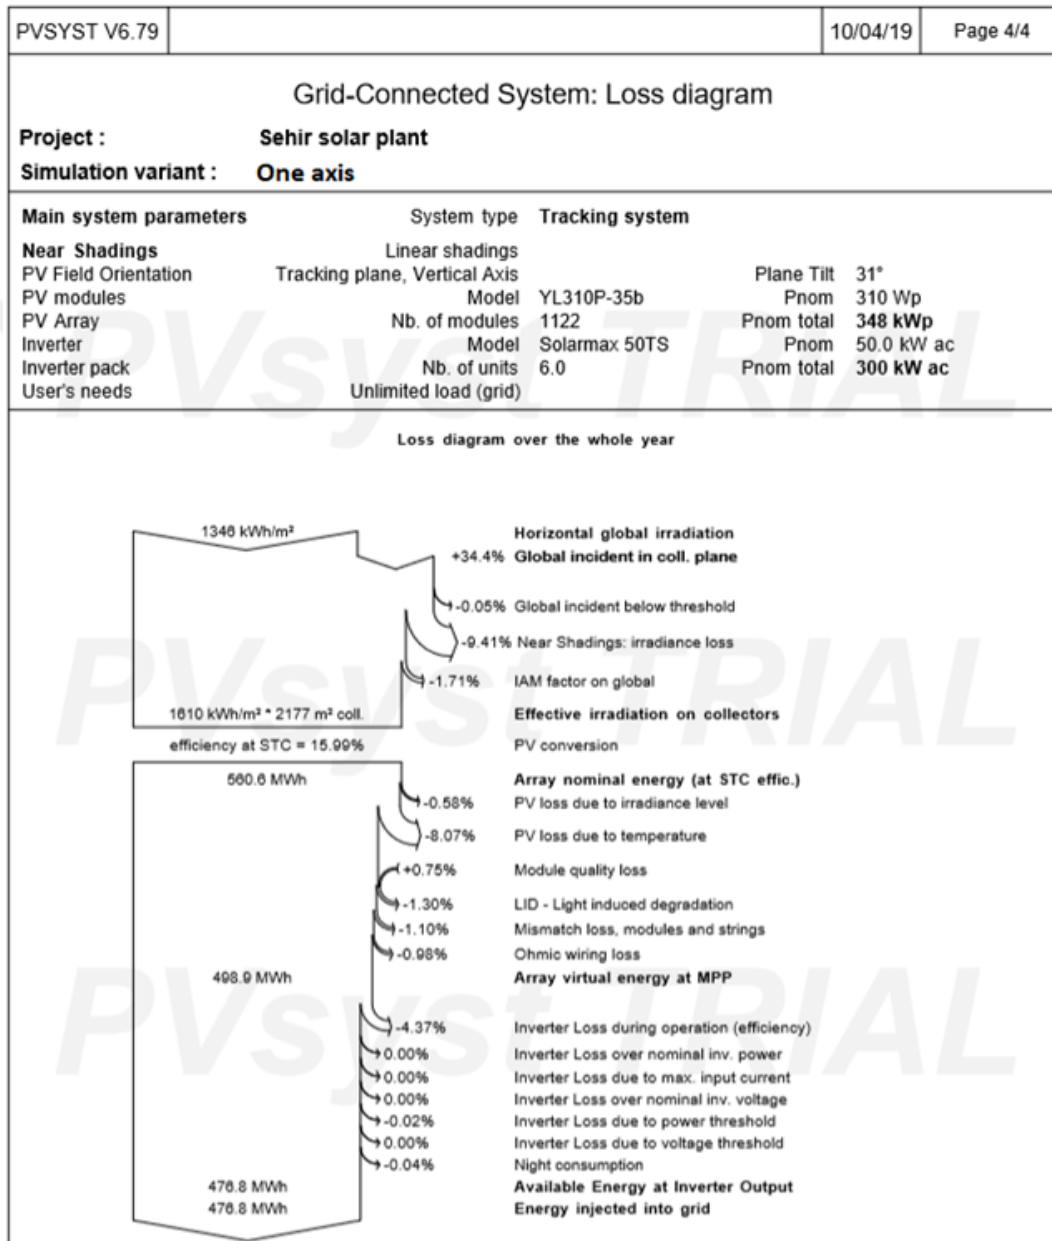 PVSYST V6.79 10/04/19 Page 4/4
Grid-Connected System: Loss diagram
Project : Sehir solar plant
Simulation variant : One axis
Main system parameters System type Tracking system
Near Shadings Linear shadings
PV Field Orientation Tracking plane, Vertical Axis Plane Tilt 31°
PV modules Model YL310P-35b Pnom 310 Wp
PV Array Nb. of modules 1122 Pnom total 348 kWp
Inverter Model Solarmax 50TS Pnom 50.0 kW ac
Inverter pack Nb. of units 6.0 Pnom total 300 kW ac
User's needs Unlimited load (grid)
PVsyst TRIAL
Loss diagram over the whole year
1346 kWh/m² Horizontal global irradiation
+34.4% Global incident in coll. plane
-0.05% Global incident below threshold
-9.41% Near Shadings: irradiance loss
-1.71% IAM factor on global
PVsyst TRIAL
1610 kWh/m² * 2177 m² coll. Effective irradiation on collectors
efficiency at STC = 15.99% PV conversion
560.6 MWh Array nominal energy (at STC effic.)
-0.58% PV loss due to irradiance level
-8.07% PV loss due to temperature
+0.75% Module quality loss
-1.30% LID - Light induced degradation
-1.10% Mismatch loss, modules and strings
-0.98% Ohmic wiring loss
498.9 MWh Array virtual energy at MPP
PVsyst TRIAL
-4.37% Inverter Loss during operation (efficiency)
0.00% Inverter Loss over nominal inv. power
0.00% Inverter Loss due to max. input current
0.00% Inverter Loss over nominal inv. voltage
-0.02% Inverter Loss due to power threshold
0.00% Inverter Loss due to voltage threshold
-0.04% Night consumption
476.8 MWh Available Energy at Inverter Output
476.8 MWh Energy injected into grid